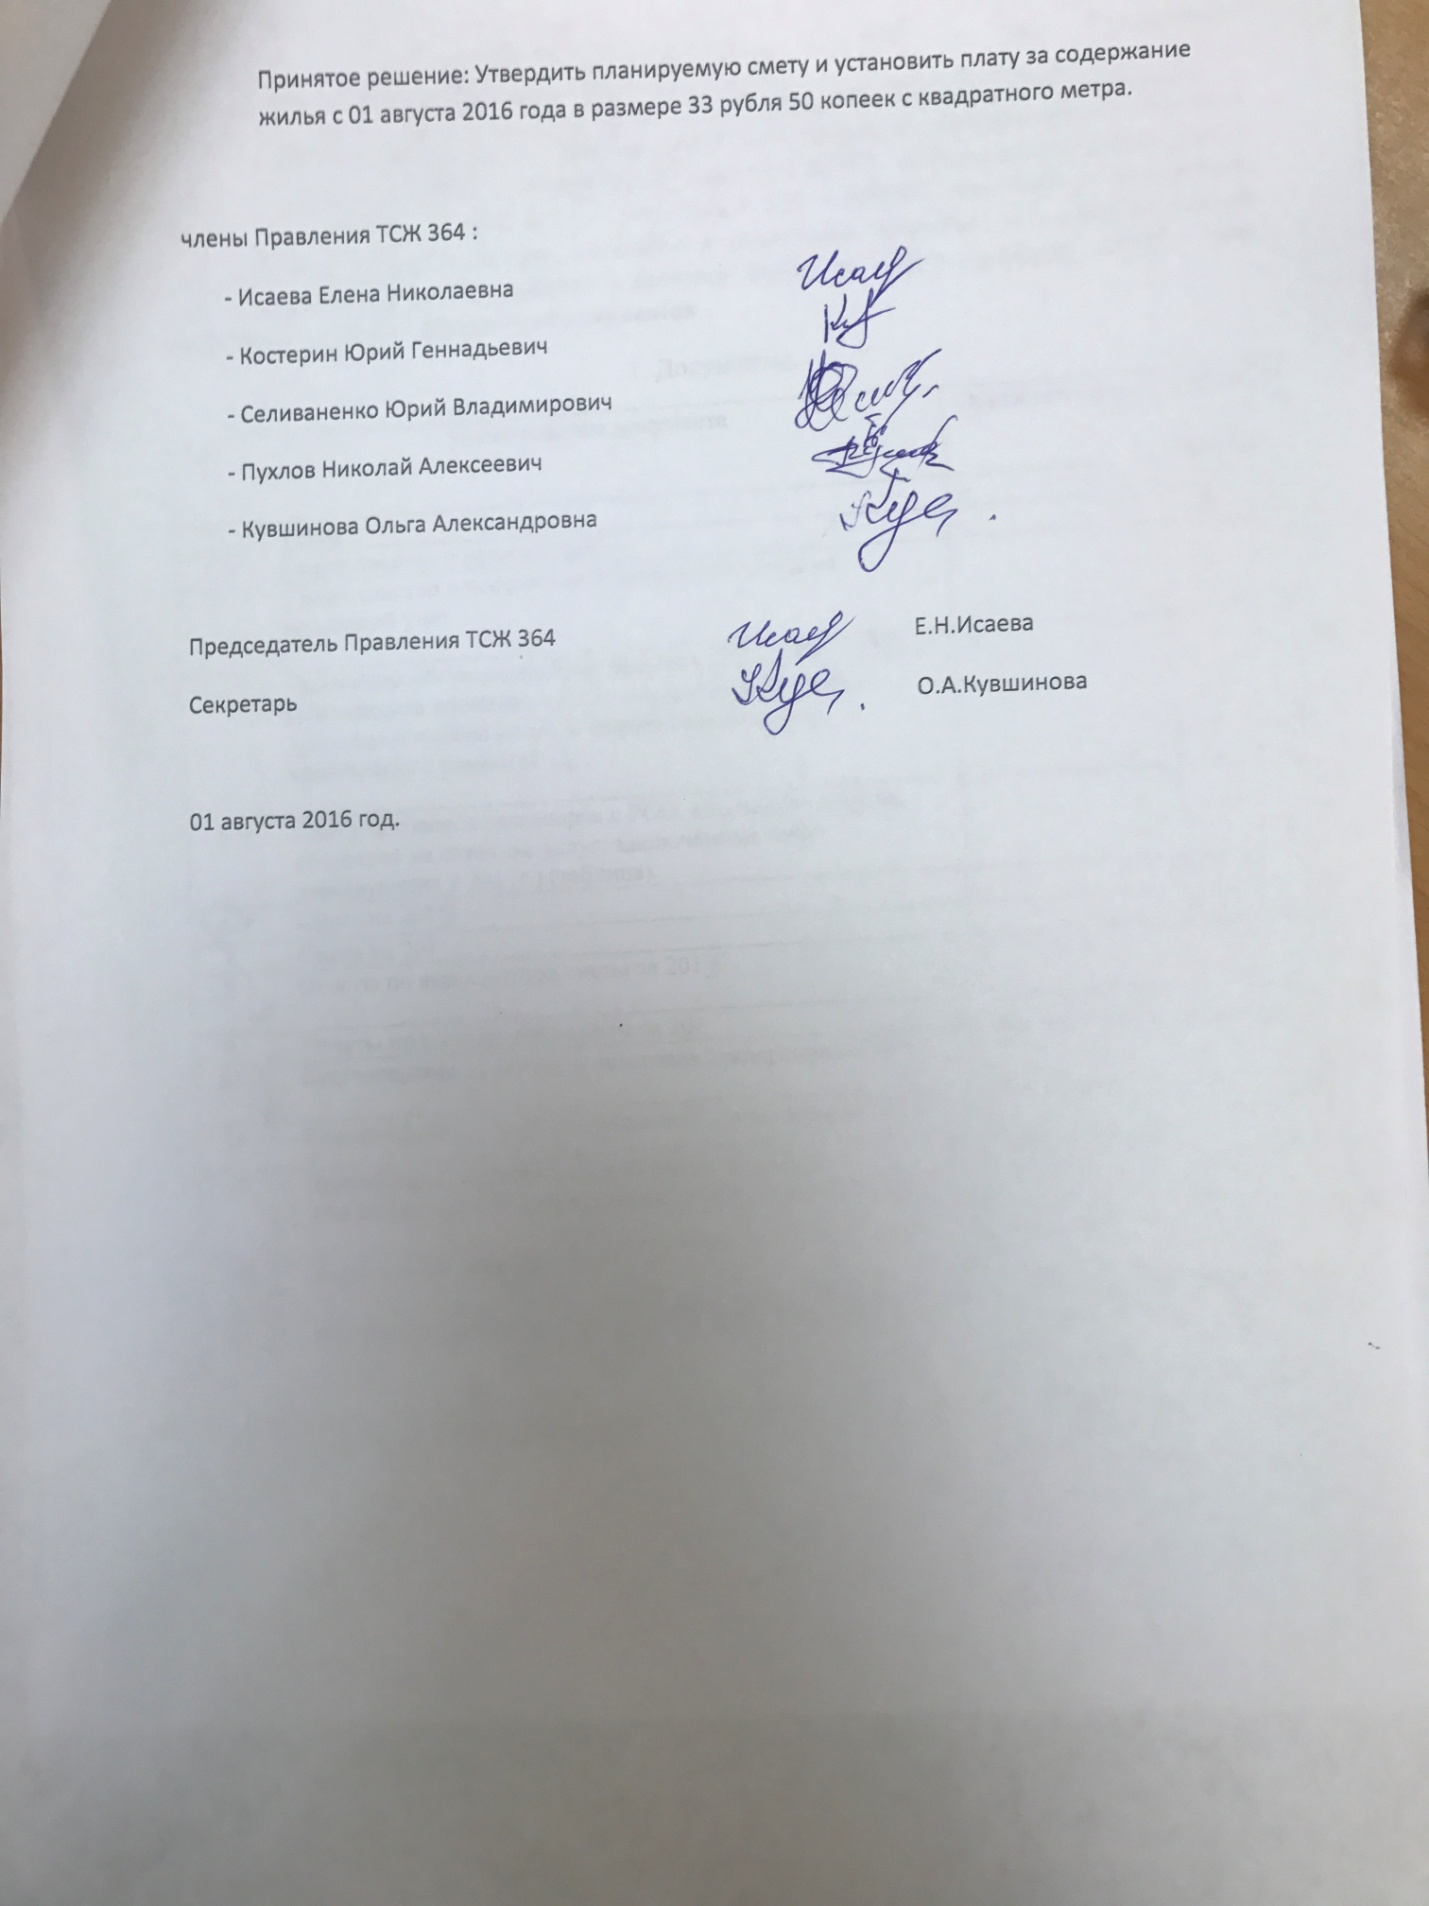 Принятое решение: Утвердить планируемую смету и установить плату за содержание
жилья с 01 августа 2016 года в размере 33 рубля 50 копеек с квадратного метра.
члены Правления ТСЖ 364 :
- Исаева Елена Николаевна
- Костерин Юрий Геннадьевич
- Селиваненко Юрий Владимирович
- Пухлов Николай Алексеевич
- Кувшинова Ольга Александровна
Председатель Правления ТСЖ 364 Е.Н.Исаева
Секретарь О.А.Кувшинова
01 августа 2016 год.